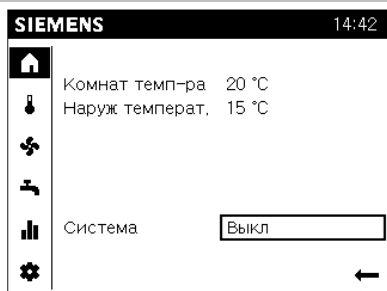 SIEMENS 14:42
Комнат темп-ра 20 °C
Наруж температ. 15 °C
Система Выкл